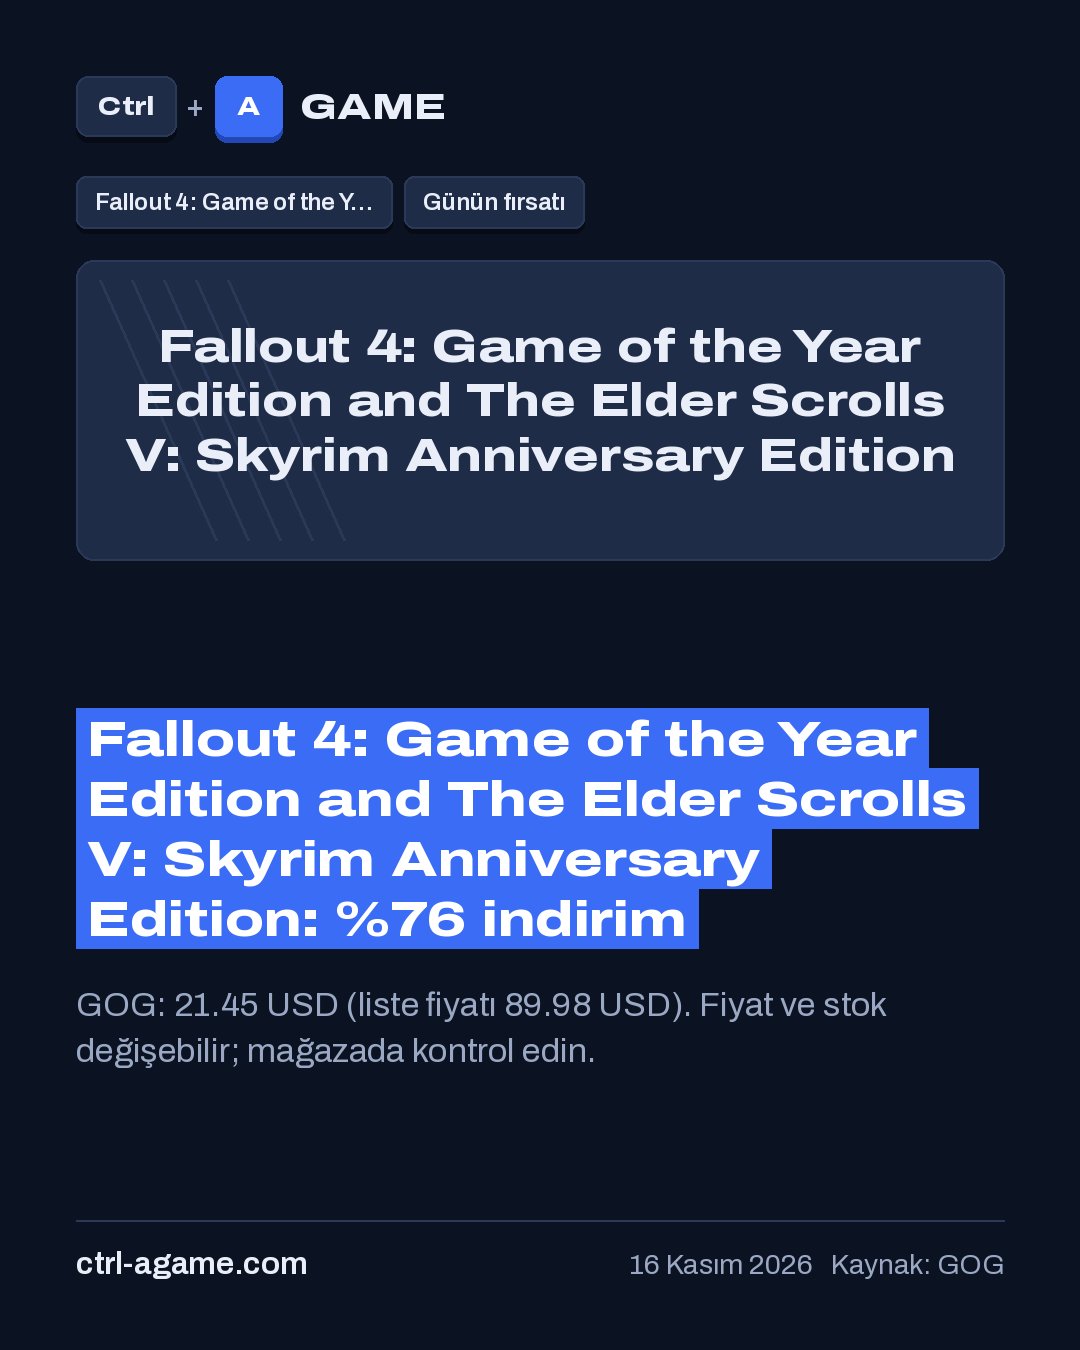 Ctrl + A GAME
Fallout 4: Game of the Y... Günün fırsatı
Fallout 4: Game of the Year
Edition and The Elder Scrolls
V: Skyrim Anniversary Edition
Fallout 4: Game of the Year
Edition and The Elder Scrolls
V: Skyrim Anniversary
Edition: %76 indirim
GOG: 21.45 USD (liste fiyatı 89.98 USD). Fiyat ve stok
değişebilir; mağazada kontrol edin.
ctrl-agame.com 16 Kasım 2026 Kaynak: GOG